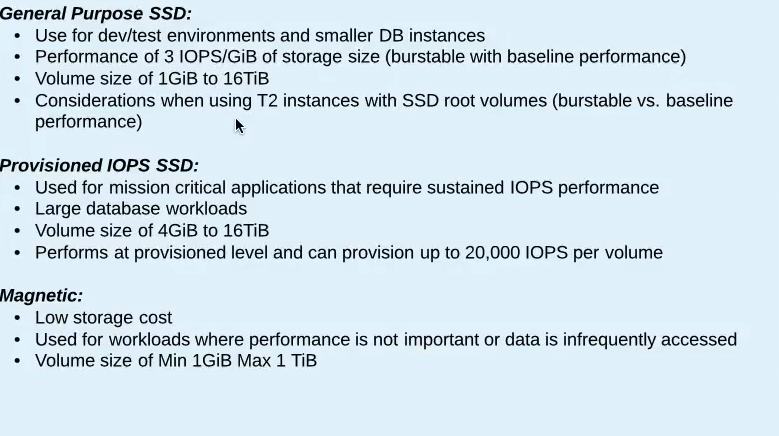 General Purpose SSD:
• Use for dev/test environments and smaller DB instances
• Performance of 3 IOPS/GiB of storage size (burstable with baseline performance)
• Volume size of 1GiB to 16TiB
• Considerations when using T2 instances with SSD root volumes (burstable vs. baseline
performance)
Provisioned IOPS SSD:
• Used for mission critical applications that require sustained IOPS performance
• Large database workloads
• Volume size of 4GiB to 16TiB
• Performs at provisioned level and can provision up to 20,000 IOPS per volume
Magnetic:
• Low storage cost
• Used for workloads where performance is not important or data is infrequently accessed
• Volume size of Min 1GiB Max 1 TiB